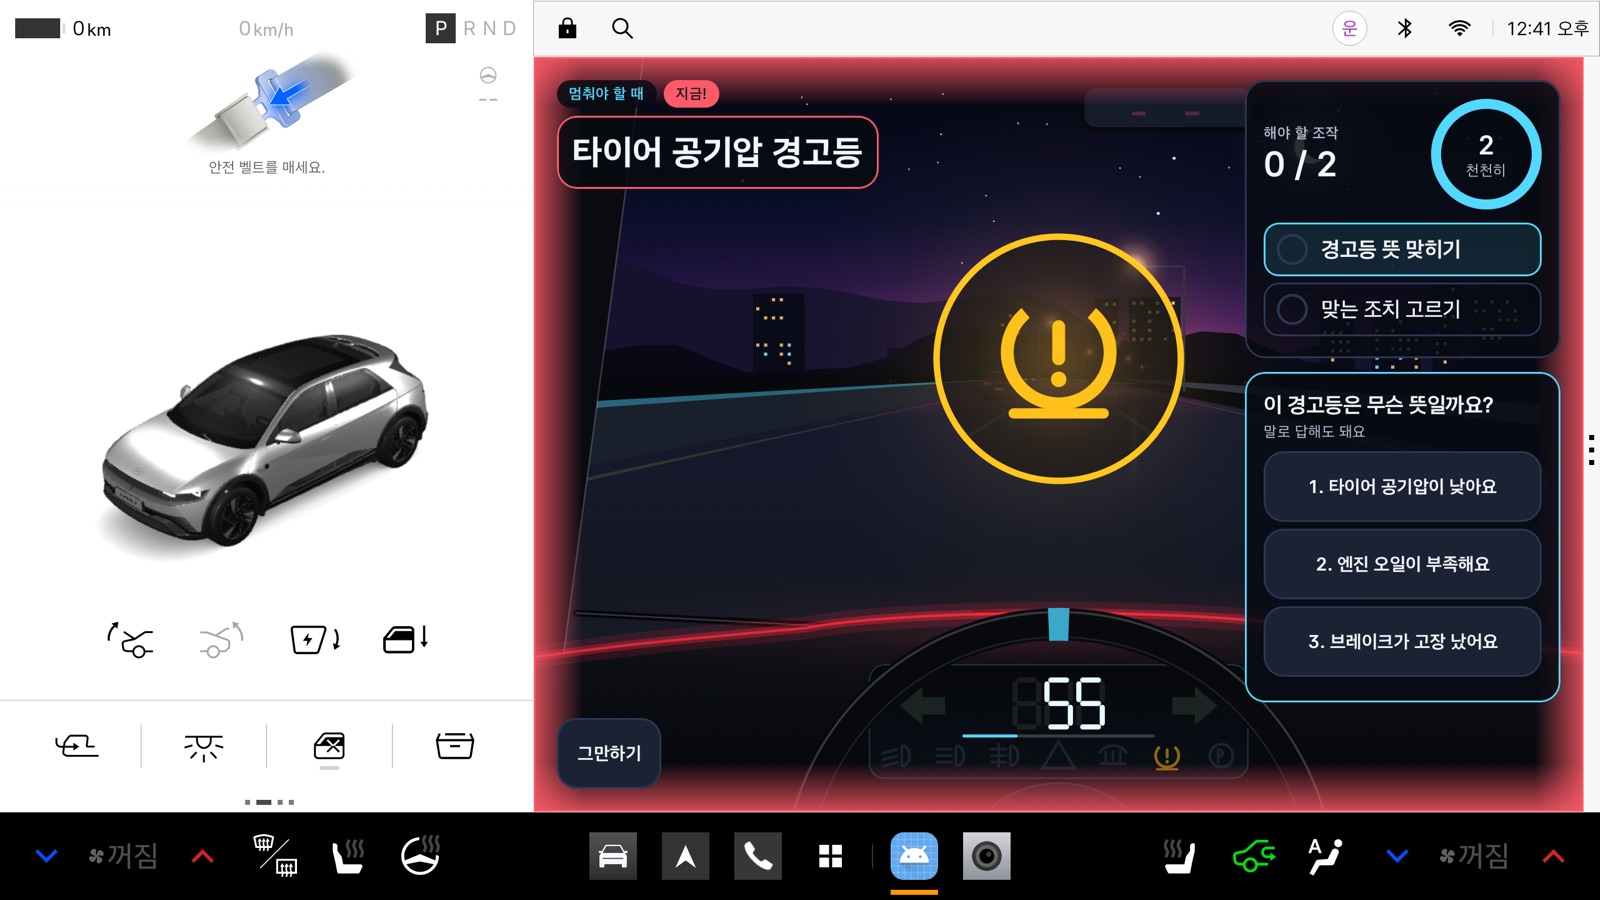 0 km
0 km/h
P R N D
안전 벨트를 매세요.
운
12:41 오후
멈춰야 할 때
지금!
타이어 공기압 경고등
해야 할 조작
0 / 2
2
천천히
경고등 뜻 맞히기
맞는 조치 고르기
이 경고등은 무슨 뜻일까요?
말로 답해도 돼요
1. 타이어 공기압이 낮아요
2. 엔진 오일이 부족해요
3. 브레이크가 고장 났어요
55
그만하기
꺼짐
A
꺼짐